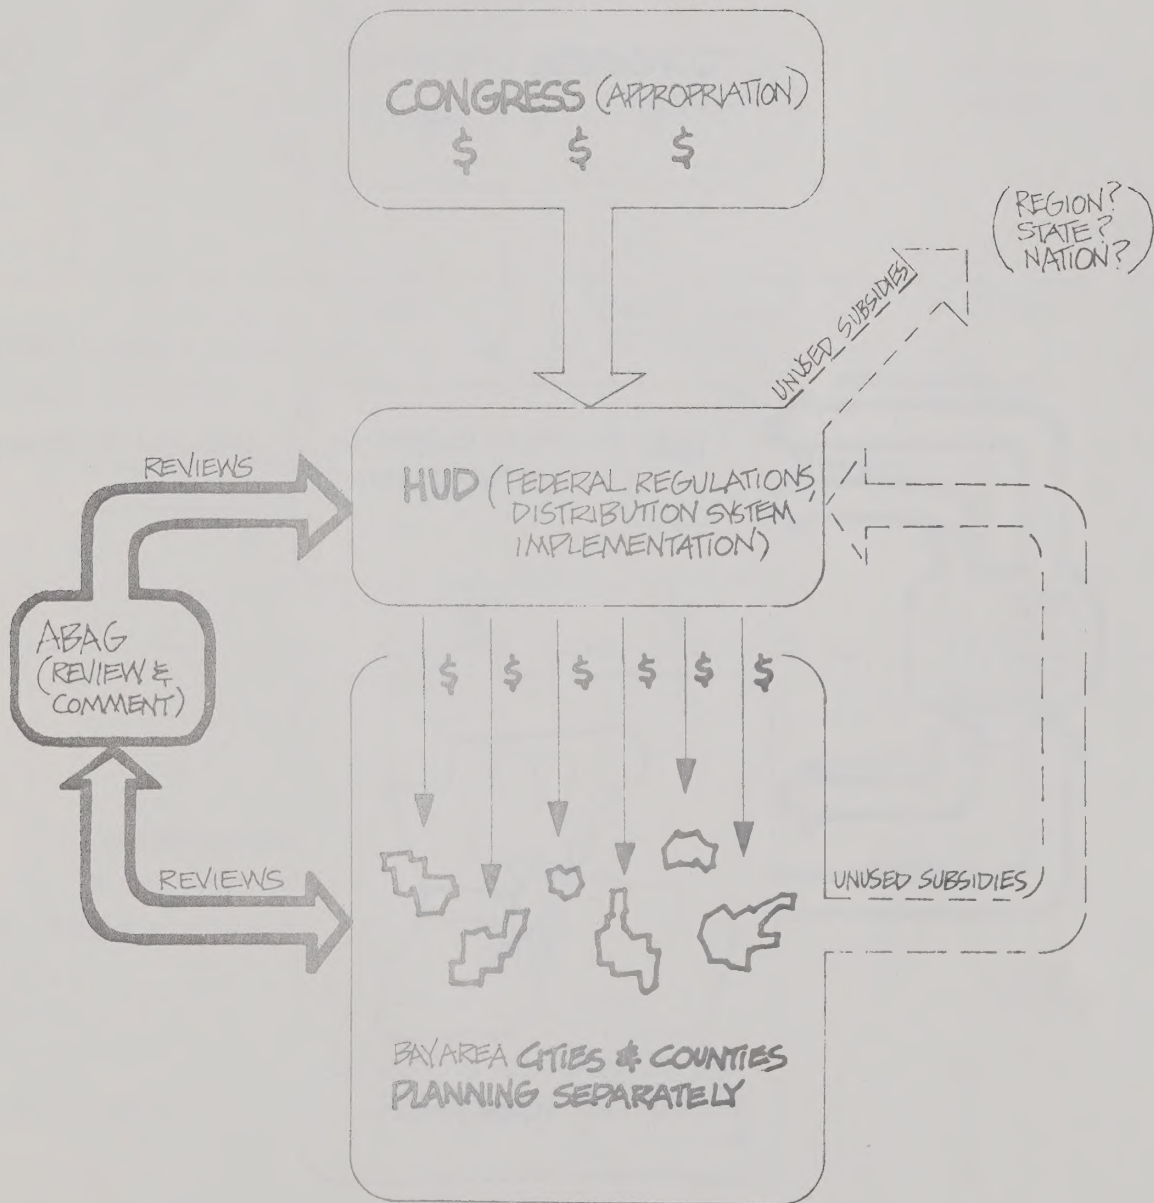 CONGRESS (APPROPRIATION)
$ $ $
(REGION?
STATE?
NATION?)
UNUSED SUBSIDIES
REVIEWS
HUD (FEDERAL REGULATIONS,
DISTRIBUTION SYSTEM
IMPLEMENTATION)
ABAG
(REVIEW &
COMMENT)
$ $ $ $ $ $
REVIEWS
UNUSED SUBSIDIES
BAY AREA CITIES & COUNTIES
PLANNING SEPARATELY